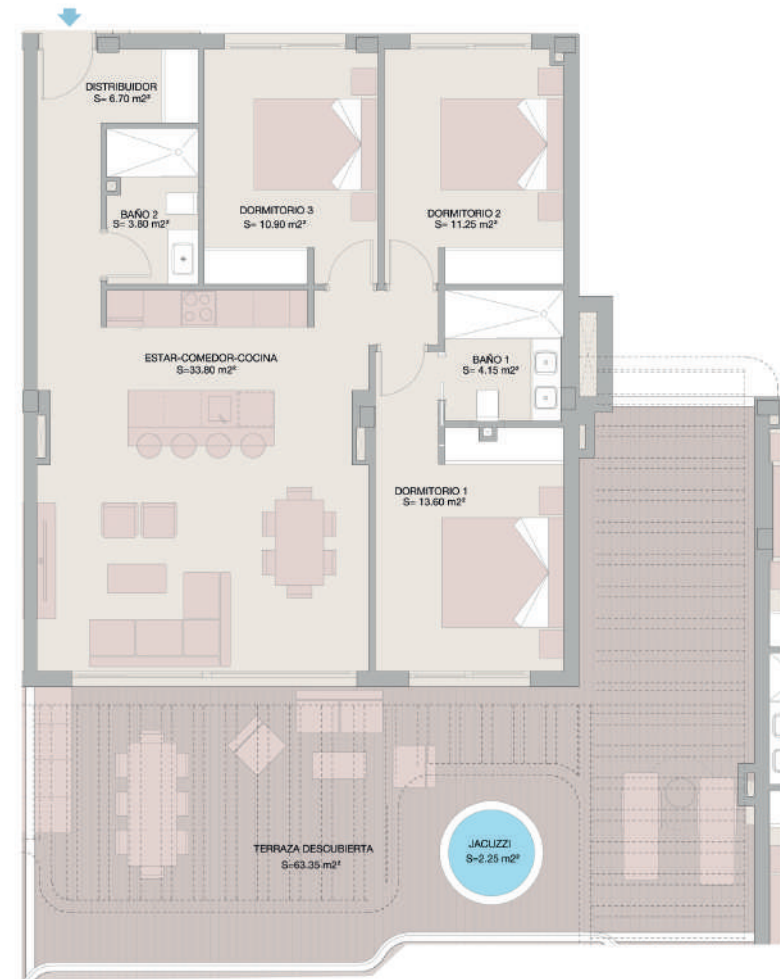 DISTRIBUIDOR
S= 6.70 m2²
BAÑO 2
S= 3.80 m2²
DORMITORIO 3
S= 10.90 m2²
DORMITORIO 2
S= 11.25 m2²
ESTAR-COMEDOR-COCINA
S=33.80 m2²
BAÑO 1
S= 4.15 m2²
DORMITORIO 1
S= 13.60 m2²
TERRAZA DESCUBIERTA
S=63.35 m2²
JACUZZI
S=2.25 m2²